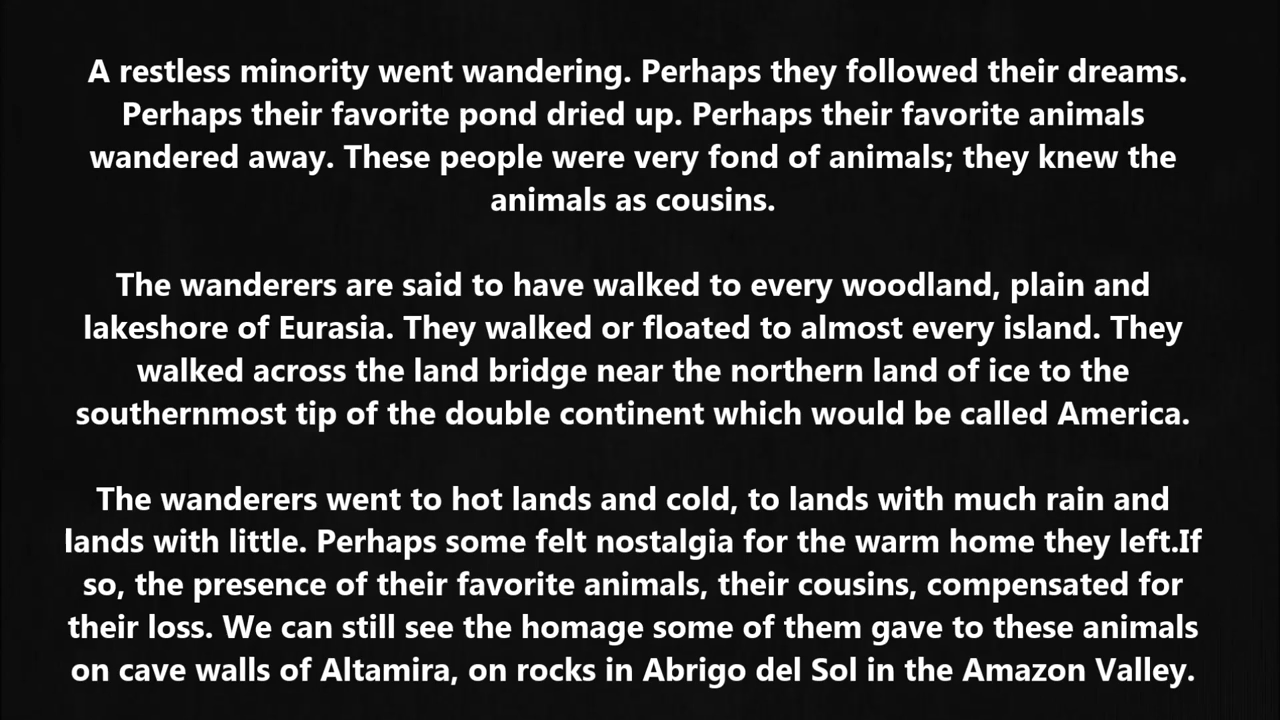 A restless minority went wandering. Perhaps they followed their dreams.
Perhaps their favorite pond dried up. Perhaps their favorite animals
wandered away. These people were very fond of animals; they knew the
animals as cousins.
The wanderers are said to have walked to every woodland, plain and
lakeshore of Eurasia. They walked or floated to almost every island. They
walked across the land bridge near the northern land of ice to the
southernmost tip of the double continent which would be called America.
The wanderers went to hot lands and cold, to lands with much rain and
lands with little. Perhaps some felt nostalgia for the warm home they left.If
so, the presence of their favorite animals, their cousins, compensated for
their loss. We can still see the homage some of them gave to these animals
on cave walls of Altamira, on rocks in Abrigo del Sol in the Amazon Valley.